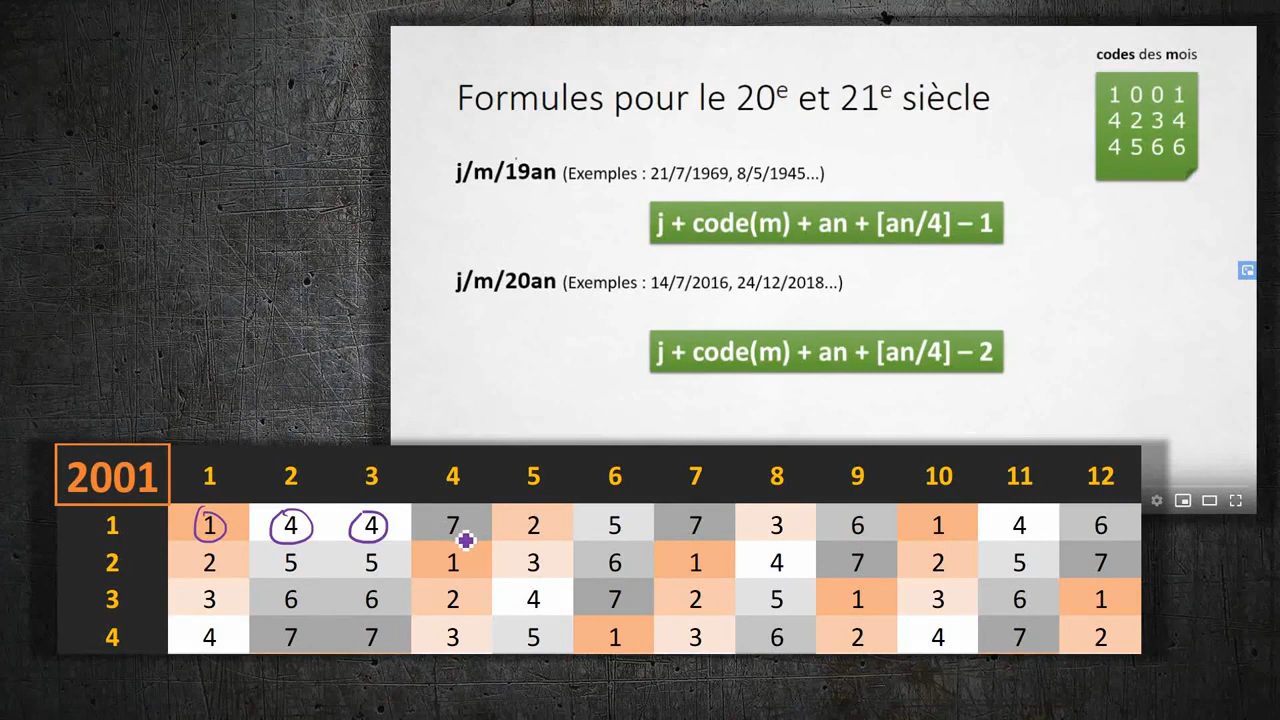 codes des mois
1 0 0 1
4 2 3 4
4 5 6 6
Formules pour le 20e et 21e siècle
j/m/19an (Exemples : 21/7/1969, 8/5/1945...)
j + code(m) + an + [an/4] – 1
j/m/20an (Exemples : 14/7/2016, 24/12/2018...)
j + code(m) + an + [an/4] – 2
2001 1 2 3 4 5 6 7 8 9 10 11 12
1 1 4 4 7 2 5 7 3 6 1 4 6
2 2 5 5 1 3 6 1 4 7 2 5 7
3 3 6 6 2 4 7 2 5 1 3 6 1
4 4 7 7 3 5 1 3 6 2 4 7 2